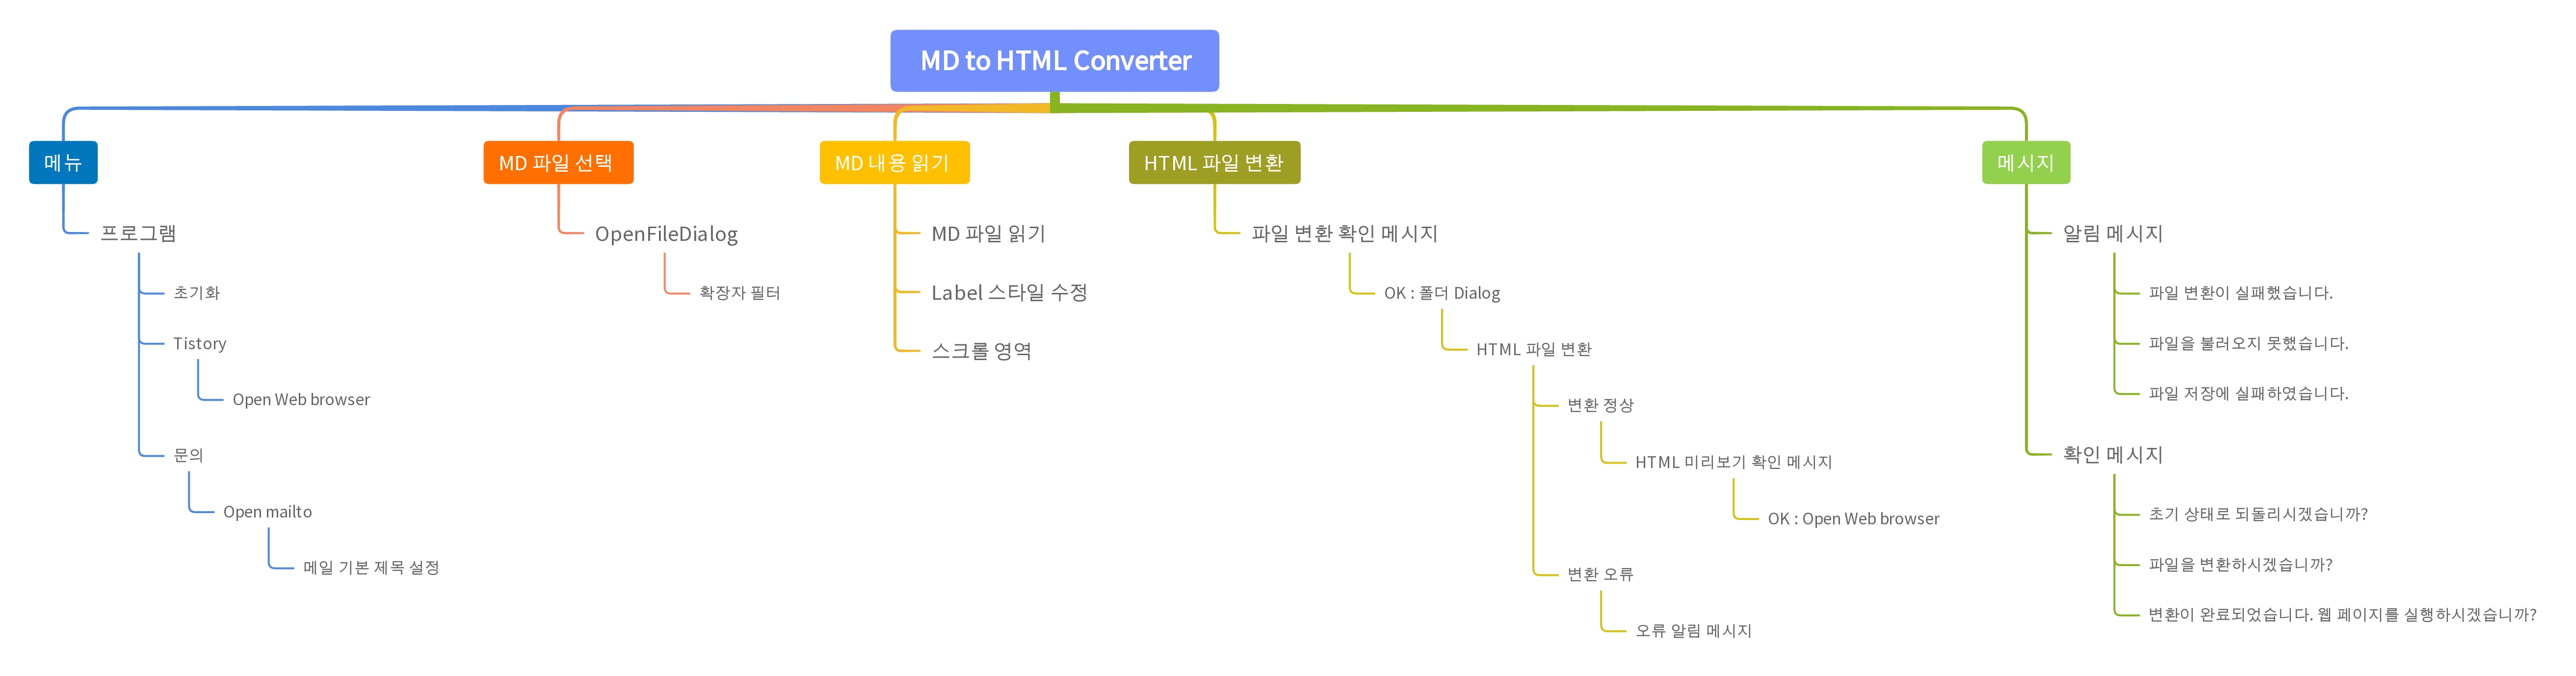 MD to HTML Converter
메뉴
프로그램
초기화
Tistory
Open Web browser
문의
Open mailto
메일 기본 제목 설정
MD 파일 선택
OpenFileDialog
확장자 필터
MD 내용 읽기
MD 파일 읽기
Label 스타일 수정
스크롤 영역
HTML 파일 변환
파일 변환 확인 메시지
OK : 폴더 Dialog
HTML 파일 변환
변환 정상
HTML 미리보기 확인 메시지
OK : Open Web browser
변환 오류
오류 알림 메시지
메시지
알림 메시지
파일 변환이 실패했습니다.
파일을 불러오지 못했습니다.
파일 저장에 실패하였습니다.
확인 메시지
초기 상태로 되돌리시겠습니까?
파일을 변환하시겠습니까?
변환이 완료되었습니다. 웹 페이지를 실행하시겠습니까?